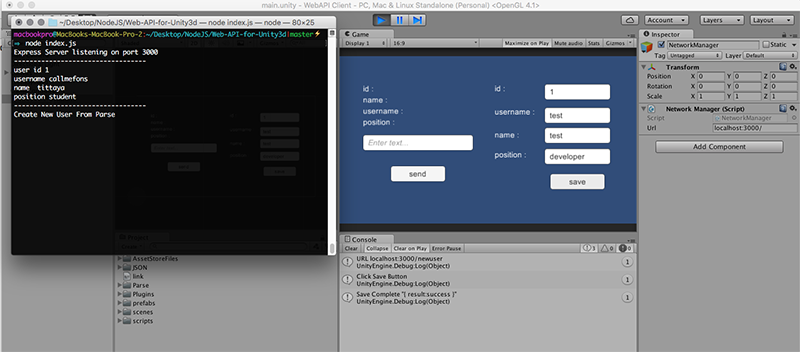 main.unity – WebAPI Client – PC, Mac & Linux Standalone (Personal) <OpenGL 4.1>
Account
Layers
Layout
~/Desktop/NodeJS/Web-API-for-Unity3d — node index.js — node — 80×25
macbookpro@MacBooks-MacBook-Pro-2:~/Desktop/NodeJS/Web-API-for-Unity3d|master⚡
⇒ node index.js
Express Server listening on port 3000
-------------------------------
user id 1
username callmefons
name tittaya
position student
-------------------------------
Create New User From Parse
Game
Display 1
16:9
Maximize on Play
Mute audio
Stats
Gizmos
id :
name :
username :
position :
Enter text...
send
id :
1
username :
test
name :
test
position :
developer
save
Inspector
NetworkManager
Static
Tag
Untagged
Layer
Default
Transform
Position
X 0
Y 0
Z 0
Rotation
X 0
Y 0
Z 0
Scale
X 1
Y 1
Z 1
Network Manager (Script)
Script
NetworkManager
Url
localhost:3000/
Add Component
Project
AssetStoreFiles
JSON
link
Parse
Plugins
prefabs
scenes
scripts
Console
Clear
Collapse
Clear on Play
Error Pause
3
0
0
URL localhost:3000/newuser
UnityEngine.Debug:Log(Object)
1
Click Save Button
UnityEngine.Debug:Log(Object)
1
Save Complete "{ result:success }"
UnityEngine.Debug:Log(Object)
1